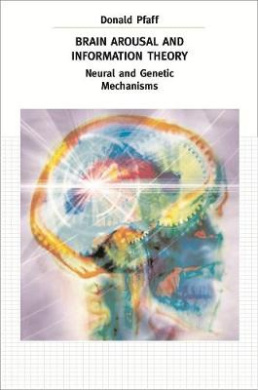 Donald Pfaff
BRAIN AROUSAL AND
INFORMATION THEORY
Neural and Genetic
Mechanisms